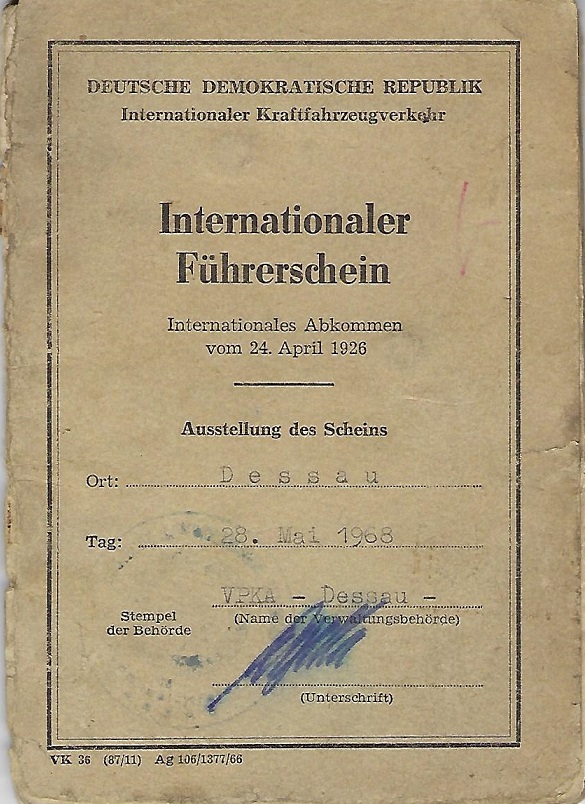 DEUTSCHE DEMOKRATISCHE REPUBLIK
Internationaler Kraftfahrzeugverkehr
Internationaler
Führerschein
Internationales Abkommen
vom 24. April 1926
Ausstellung des Scheins
Ort: Dessau
Tag: 28. Mai 1968
VPKA - Dessau -
(Name der Verwaltungsbehörde)
Stempel
der Behörde
(Unterschrift)
VK 36 (87/11) Ag 106/1377/66